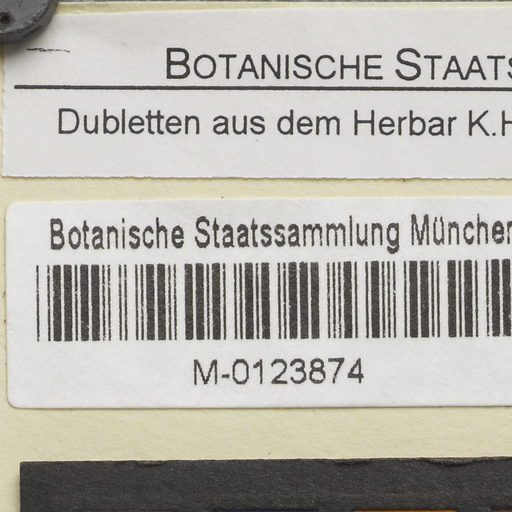 BOTANISCHE STAATS
Dubletten aus dem Herbar K.H
Botanische Staatssammlung München
M-0123874